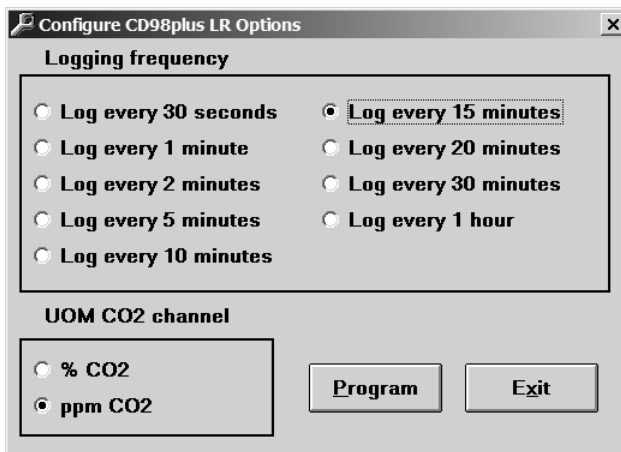 Configure CD98plus LR Options
Logging frequency
Log every 30 seconds
Log every 1 minute
Log every 2 minutes
Log every 5 minutes
Log every 10 minutes
Log every 15 minutes
Log every 20 minutes
Log every 30 minutes
Log every 1 hour
UOM CO2 channel
% CO2
ppm CO2
Program
Exit